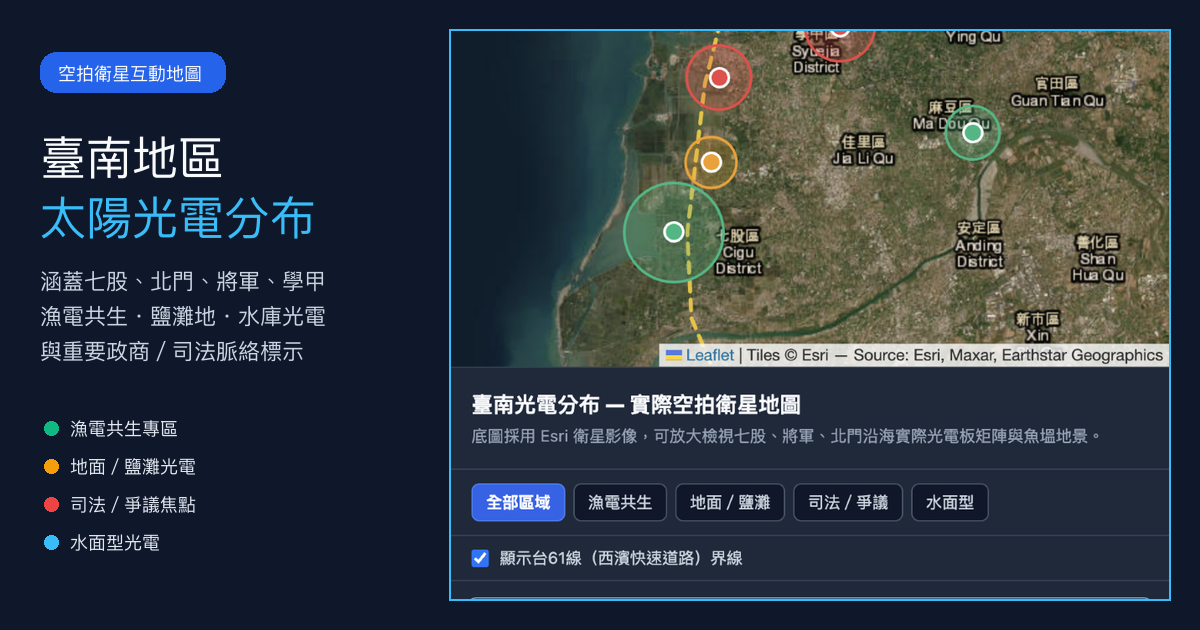 空拍衛星互動地圖
臺南地區
太陽光電分布
涵蓋七股、北門、將軍、學甲
漁電共生・鹽灘地・水庫光電
與重要政商 / 司法脈絡標示
漁電共生專區
地面 / 鹽灘光電
司法 / 爭議焦點
水面型光電
學甲區
Syuejia
District
Ying Qu
官田區
Guan Tian Qu
麻豆區
Ma Dou Qu
佳里區
Jia Li Qu
七股區
Cigu
District
安定區
Anding
District
善化區
Shan
Hua Qu
新市區
Xin
Leaflet | Tiles © Esri — Source: Esri, Maxar, Earthstar Geographics
臺南光電分布 — 實際空拍衛星地圖
底圖採用 Esri 衛星影像，可放大檢視七股、將軍、北門沿海實際光電板矩陣與魚塭地景。
全部區域
漁電共生
地面 / 鹽灘
司法 / 爭議
水面型
顯示台61線（西濱快速道路）界線